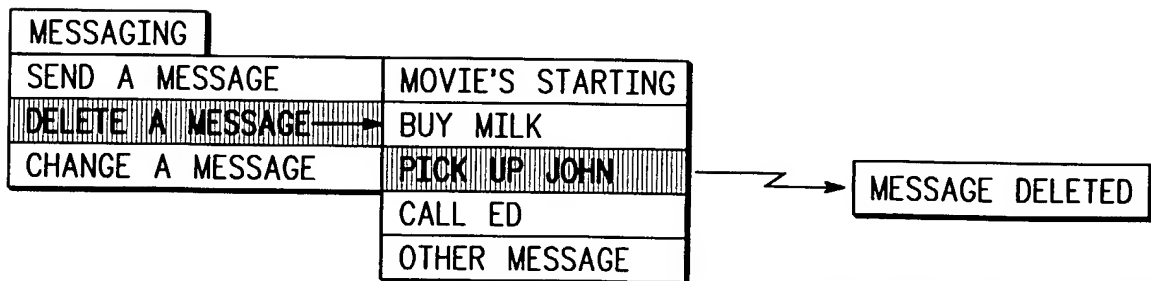 MESSAGING
SEND A MESSAGE
DELETE A MESSAGE
CHANGE A MESSAGE
MOVIE'S STARTING
BUY MILK
PICK UP JOHN
CALL ED
OTHER MESSAGE
MESSAGE DELETED